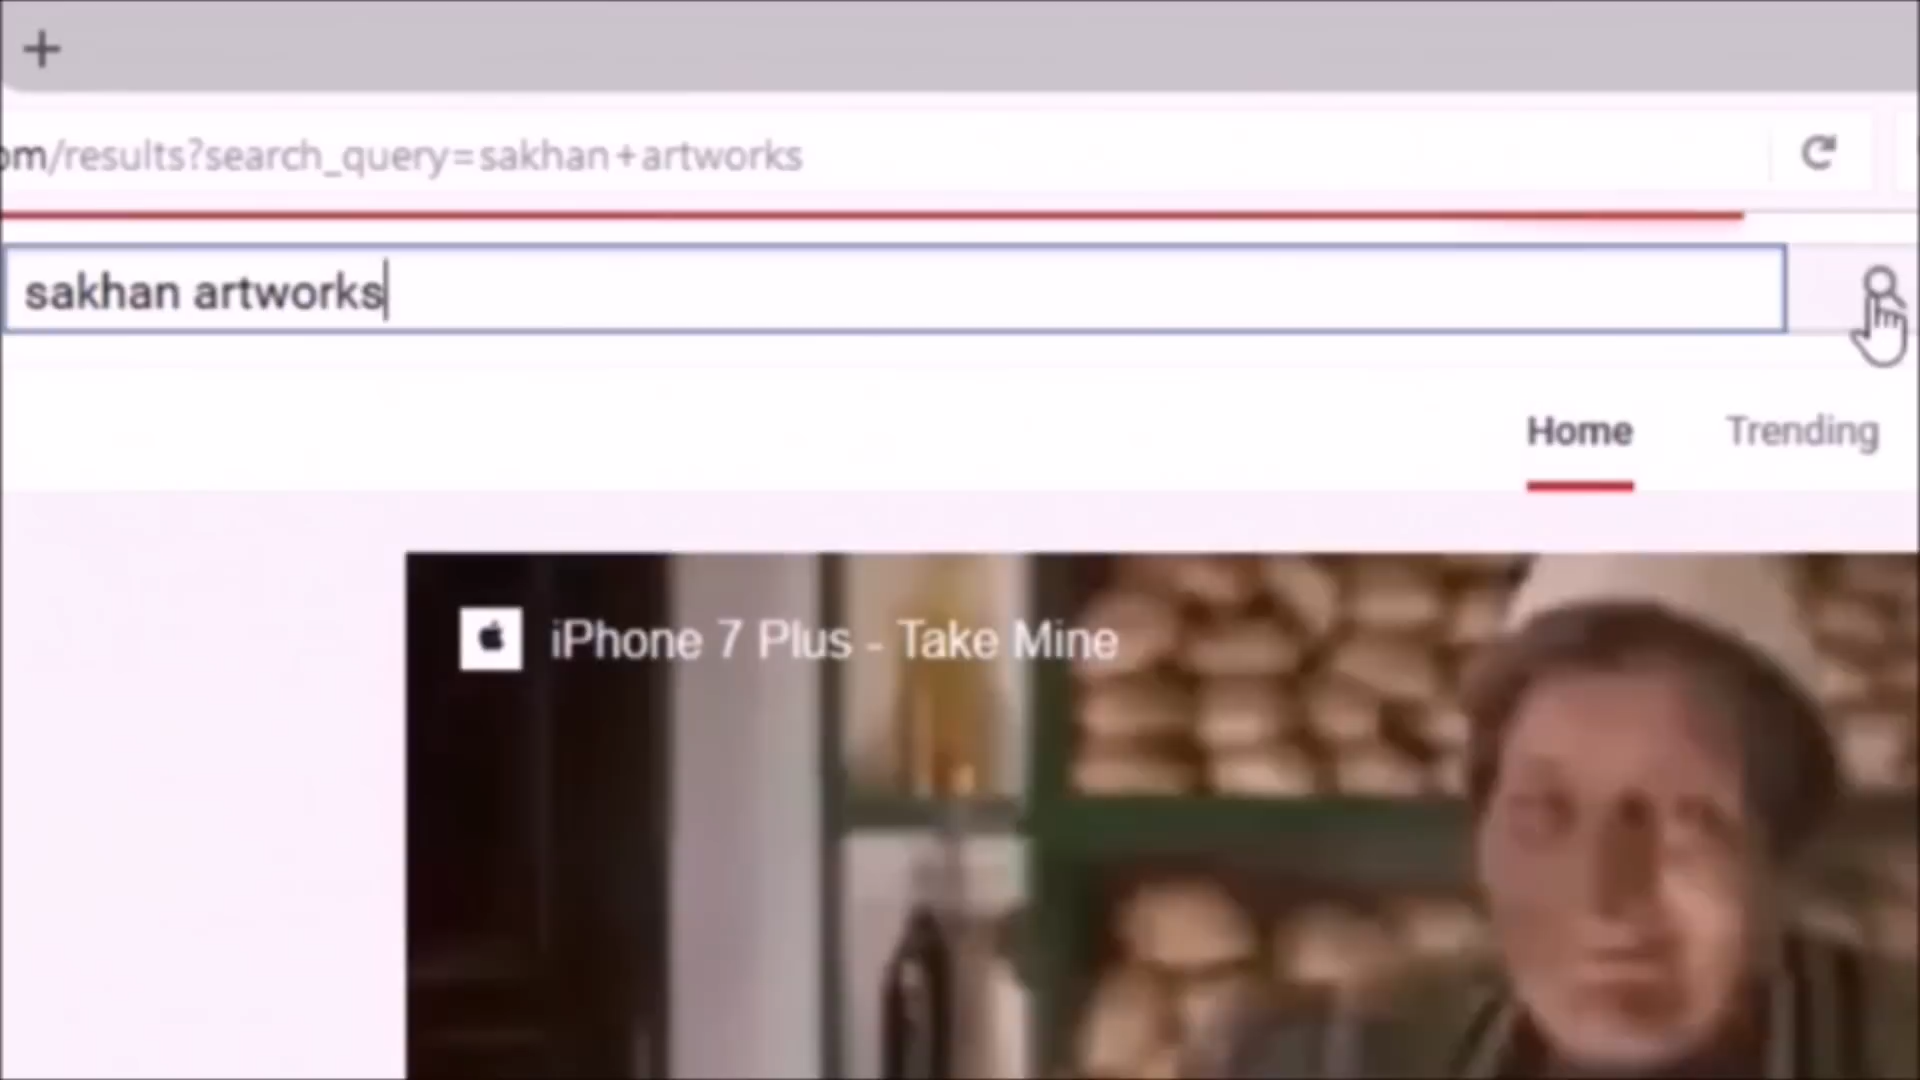 om/results?search_query=sakhan+artworks
sakhan artworks
Home Trending
iPhone 7 Plus - Take Mine